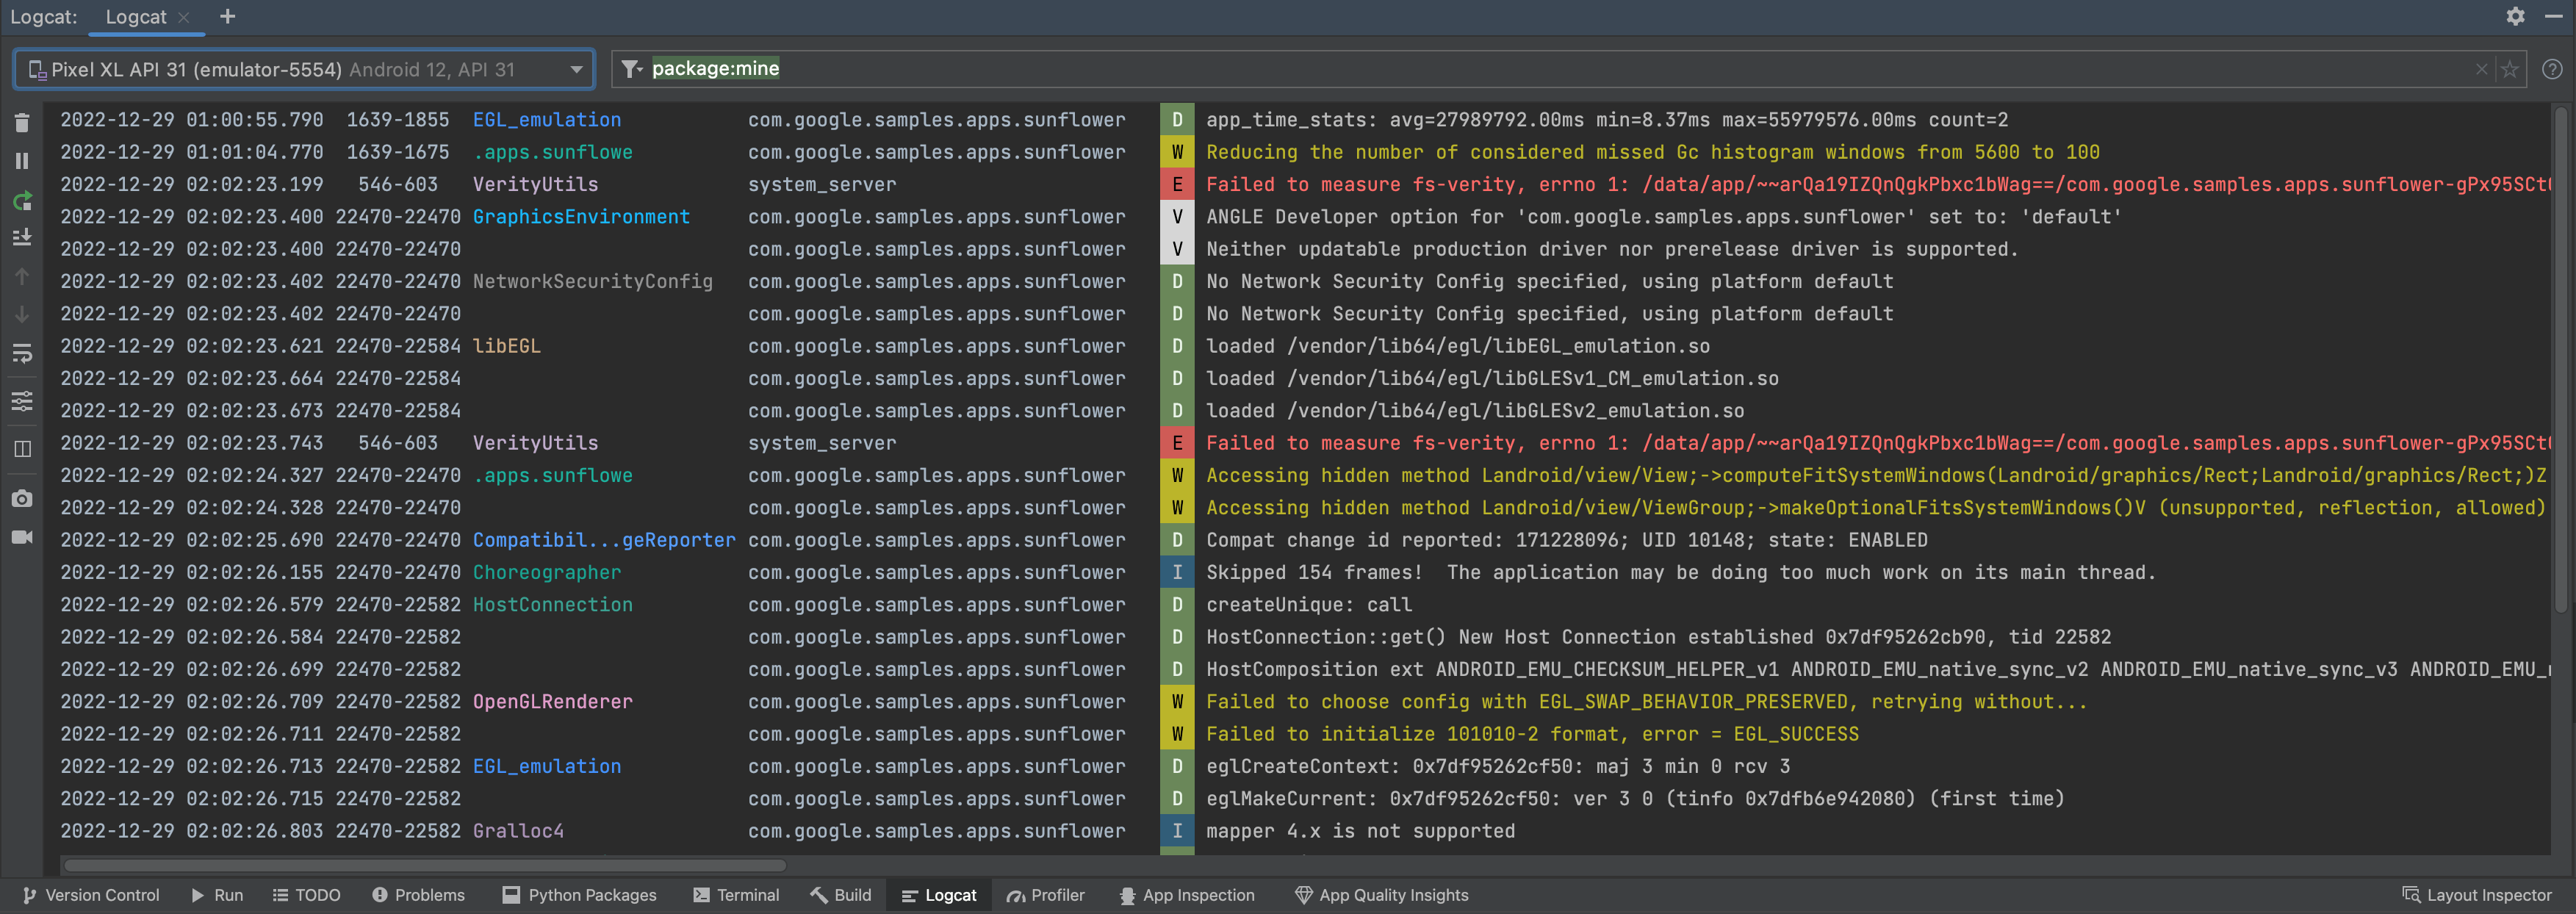 Logcat: Logcat
Pixel XL API 31 (emulator-5554) Android 12, API 31 package:mine
2022-12-29 01:00:55.790 1639-1855 EGL_emulation com.google.samples.apps.sunflower D app_time_stats: avg=27989792.00ms min=8.37ms max=55979576.00ms count=2
2022-12-29 01:01:04.770 1639-1675 .apps.sunflowe com.google.samples.apps.sunflower W Reducing the number of considered missed Gc histogram windows from 5600 to 100
2022-12-29 02:02:23.199 546-603 VerityUtils system_server E Failed to measure fs-verity, errno 1: /data/app/~~arQa19IZQnQgkPbxc1bWag==/com.google.samples.apps.sunflower-gPx95SCt
2022-12-29 02:02:23.400 22470-22470 GraphicsEnvironment com.google.samples.apps.sunflower V ANGLE Developer option for 'com.google.samples.apps.sunflower' set to: 'default'
2022-12-29 02:02:23.400 22470-22470 com.google.samples.apps.sunflower V Neither updatable production driver nor prerelease driver is supported.
2022-12-29 02:02:23.402 22470-22470 NetworkSecurityConfig com.google.samples.apps.sunflower D No Network Security Config specified, using platform default
2022-12-29 02:02:23.402 22470-22470 com.google.samples.apps.sunflower D No Network Security Config specified, using platform default
2022-12-29 02:02:23.621 22470-22584 libEGL com.google.samples.apps.sunflower D loaded /vendor/lib64/egl/libEGL_emulation.so
2022-12-29 02:02:23.664 22470-22584 com.google.samples.apps.sunflower D loaded /vendor/lib64/egl/libGLESv1_CM_emulation.so
2022-12-29 02:02:23.673 22470-22584 com.google.samples.apps.sunflower D loaded /vendor/lib64/egl/libGLESv2_emulation.so
2022-12-29 02:02:23.743 546-603 VerityUtils system_server E Failed to measure fs-verity, errno 1: /data/app/~~arQa19IZQnQgkPbxc1bWag==/com.google.samples.apps.sunflower-gPx95SCt
2022-12-29 02:02:24.327 22470-22470 .apps.sunflowe com.google.samples.apps.sunflower W Accessing hidden method Landroid/view/View;->computeFitSystemWindows(Landroid/graphics/Rect;Landroid/graphics/Rect;)Z
2022-12-29 02:02:24.328 22470-22470 com.google.samples.apps.sunflower W Accessing hidden method Landroid/view/ViewGroup;->makeOptionalFitsSystemWindows()V (unsupported, reflection, allowed)
2022-12-29 02:02:25.690 22470-22470 Compatibil...geReporter com.google.samples.apps.sunflower D Compat change id reported: 171228096; UID 10148; state: ENABLED
2022-12-29 02:02:26.155 22470-22470 Choreographer com.google.samples.apps.sunflower I Skipped 154 frames! The application may be doing too much work on its main thread.
2022-12-29 02:02:26.579 22470-22582 HostConnection com.google.samples.apps.sunflower D createUnique: call
2022-12-29 02:02:26.584 22470-22582 com.google.samples.apps.sunflower D HostConnection::get() New Host Connection established 0x7df95262cb90, tid 22582
2022-12-29 02:02:26.699 22470-22582 com.google.samples.apps.sunflower D HostComposition ext ANDROID_EMU_CHECKSUM_HELPER_v1 ANDROID_EMU_native_sync_v2 ANDROID_EMU_native_sync_v3 ANDROID_EMU_
2022-12-29 02:02:26.709 22470-22582 OpenGLRenderer com.google.samples.apps.sunflower W Failed to choose config with EGL_SWAP_BEHAVIOR_PRESERVED, retrying without...
2022-12-29 02:02:26.711 22470-22582 com.google.samples.apps.sunflower W Failed to initialize 101010-2 format, error = EGL_SUCCESS
2022-12-29 02:02:26.713 22470-22582 EGL_emulation com.google.samples.apps.sunflower D eglCreateContext: 0x7df95262cf50: maj 3 min 0 rcv 3
2022-12-29 02:02:26.715 22470-22582 com.google.samples.apps.sunflower D eglMakeCurrent: 0x7df95262cf50: ver 3 0 (tinfo 0x7dfb6e942080) (first time)
2022-12-29 02:02:26.803 22470-22582 Gralloc4 com.google.samples.apps.sunflower I mapper 4.x is not supported
Version Control Run TODO Problems Python Packages Terminal Build Logcat Profiler App Inspection App Quality Insights Layout Inspector